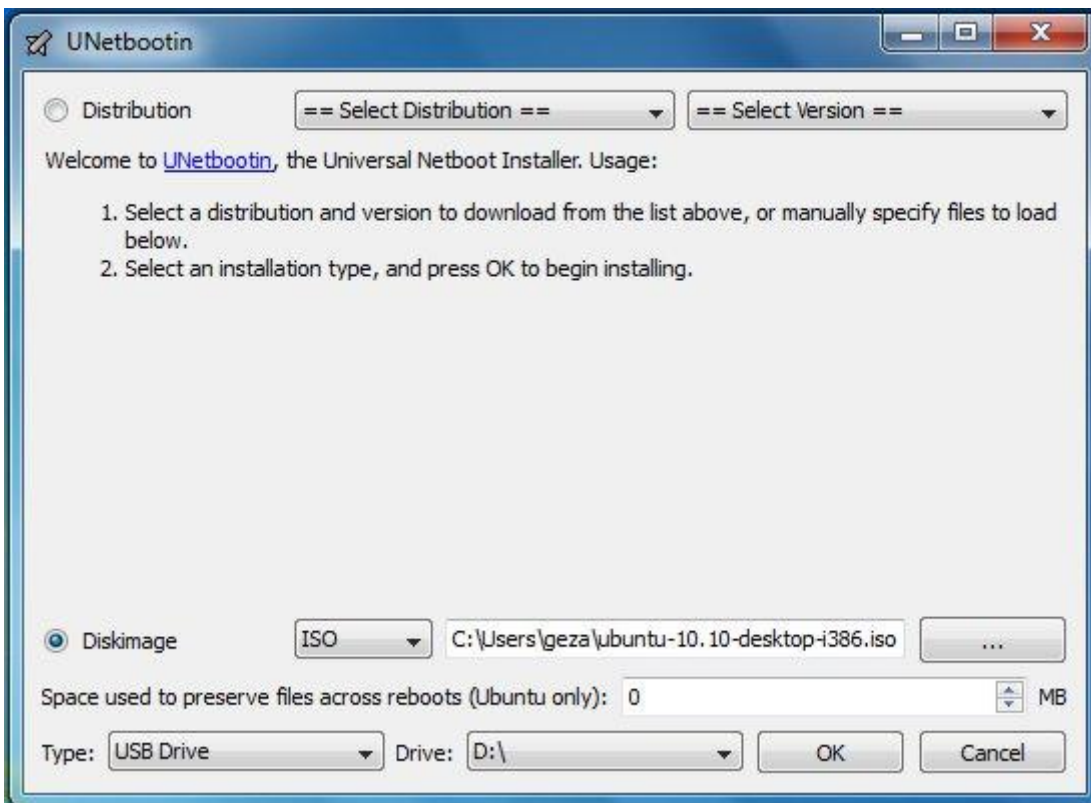 UNetbootin
Distribution == Select Distribution == == Select Version ==
Welcome to UNetbootin, the Universal Netboot Installer. Usage:
1. Select a distribution and version to download from the list above, or manually specify files to load
below.
2. Select an installation type, and press OK to begin installing.
Diskimage ISO C:\Users\geza\ubuntu-10.10-desktop-i386.iso ...
Space used to preserve files across reboots (Ubuntu only): 0 MB
Type: USB Drive Drive: D:\ OK Cancel